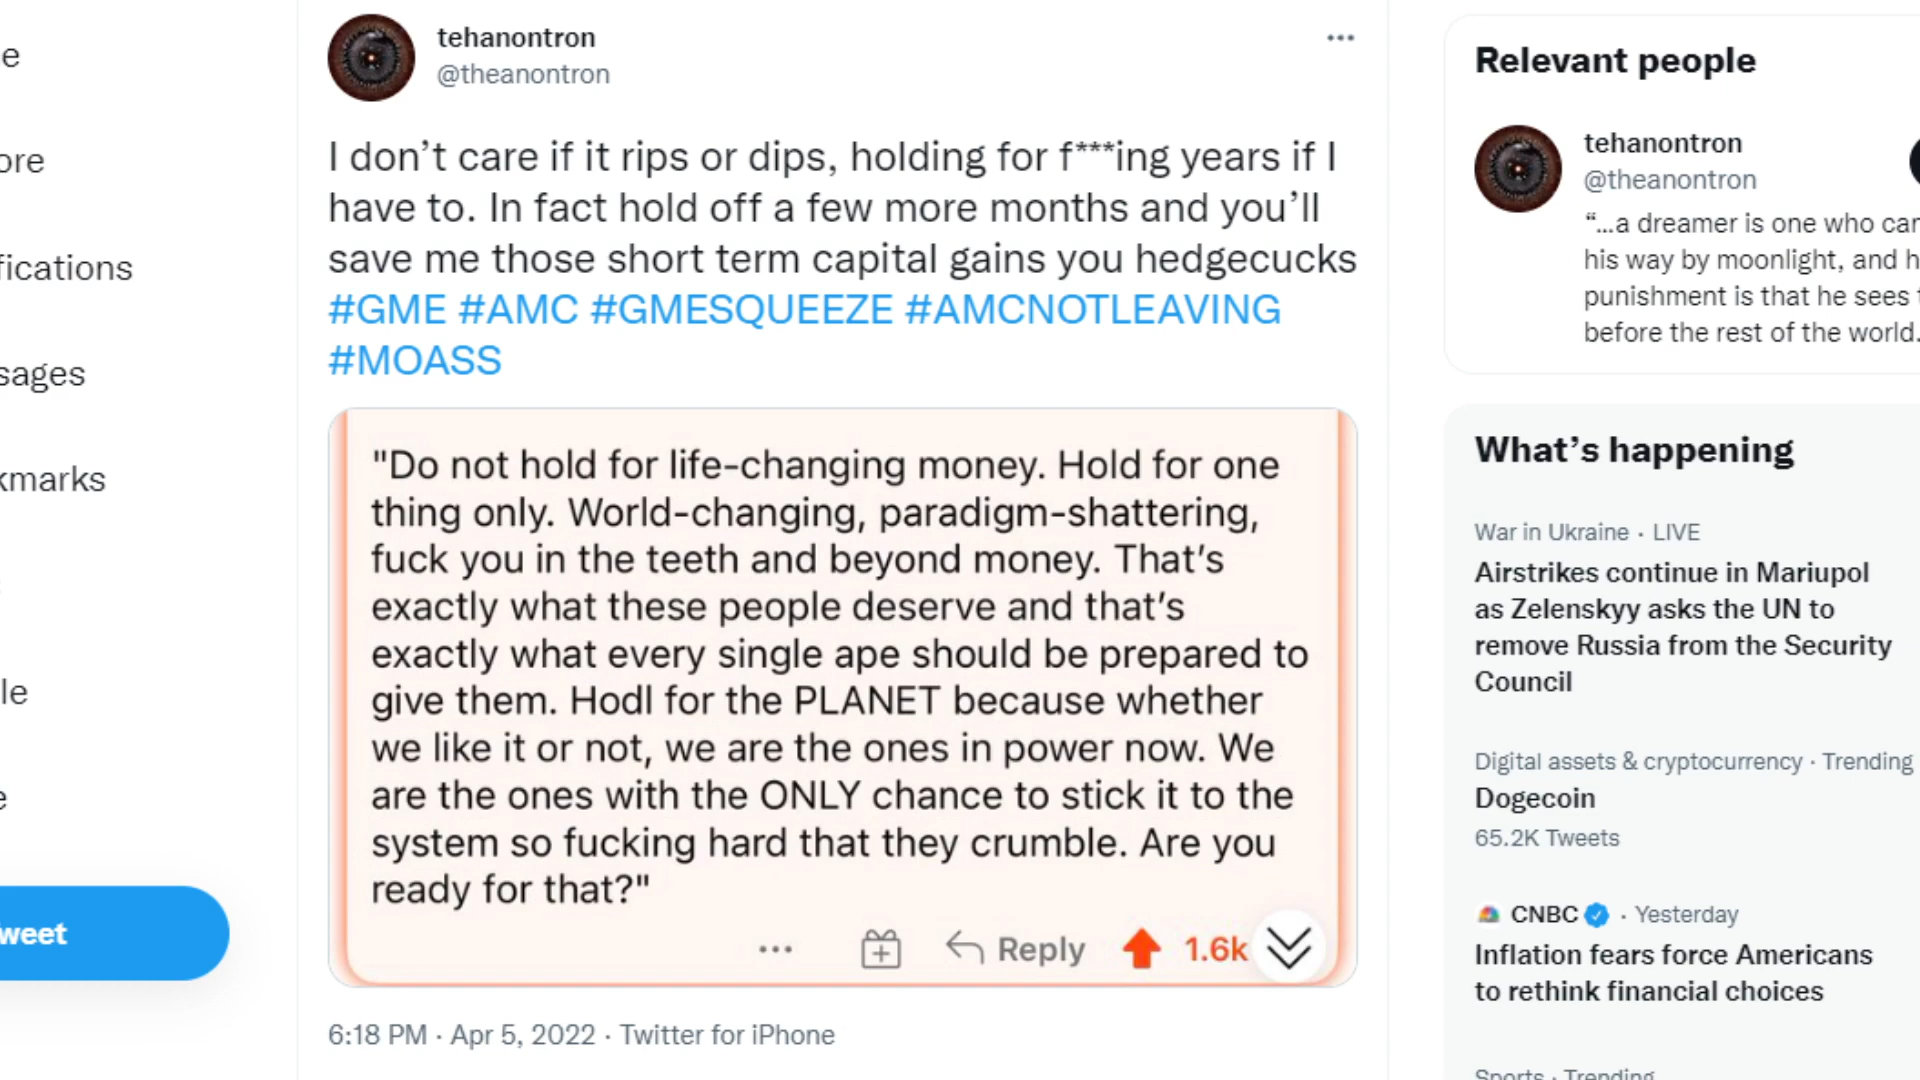 e
ore
fications
sages
kmarks
le
e
weet
tehanontron
@theanontron
I don’t care if it rips or dips, holding for f***ing years if I
have to. In fact hold off a few more months and you’ll
save me those short term capital gains you hedgecucks
#GME #AMC #GMESQUEEZE #AMCNOTLEAVING
#MOASS
"Do not hold for life-changing money. Hold for one
thing only. World-changing, paradigm-shattering,
fuck you in the teeth and beyond money. That's
exactly what these people deserve and that's
exactly what every single ape should be prepared to
give them. Hodl for the PLANET because whether
we like it or not, we are the ones in power now. We
are the ones with the ONLY chance to stick it to the
system so fucking hard that they crumble. Are you
ready for that?"
Reply 1.6k
6:18 PM · Apr 5, 2022 · Twitter for iPhone
Relevant people
tehanontron
@theanontron
“...a dreamer is one who can
his way by moonlight, and h
punishment is that he sees t
before the rest of the world.
What’s happening
War in Ukraine · LIVE
Airstrikes continue in Mariupol
as Zelenskyy asks the UN to
remove Russia from the Security
Council
Digital assets & cryptocurrency · Trending
Dogecoin
65.2K Tweets
CNBC · Yesterday
Inflation fears force Americans
to rethink financial choices
Sports · Trending